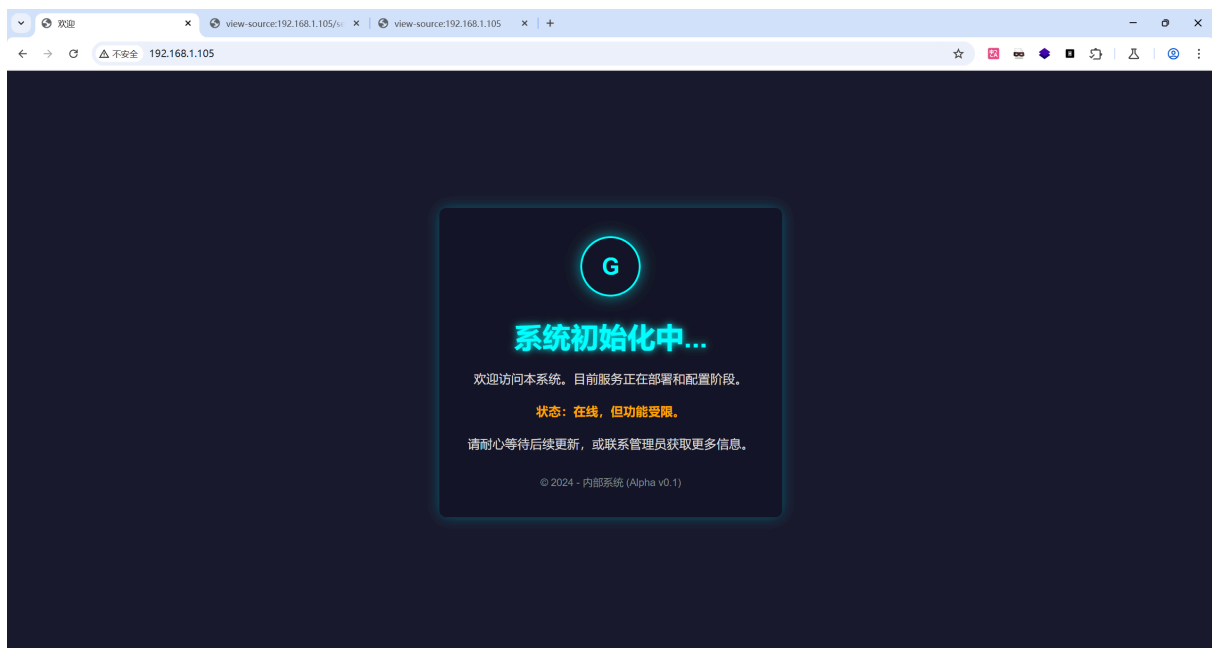 欢迎
view-source:192.168.1.105/se
view-source:192.168.1.105
不安全 192.168.1.105
G
系统初始化中...
欢迎访问本系统。目前服务正在部署和配置阶段。
状态：在线，但功能受限。
请耐心等待后续更新，或联系管理员获取更多信息。
© 2024 - 内部系统 (Alpha v0.1)